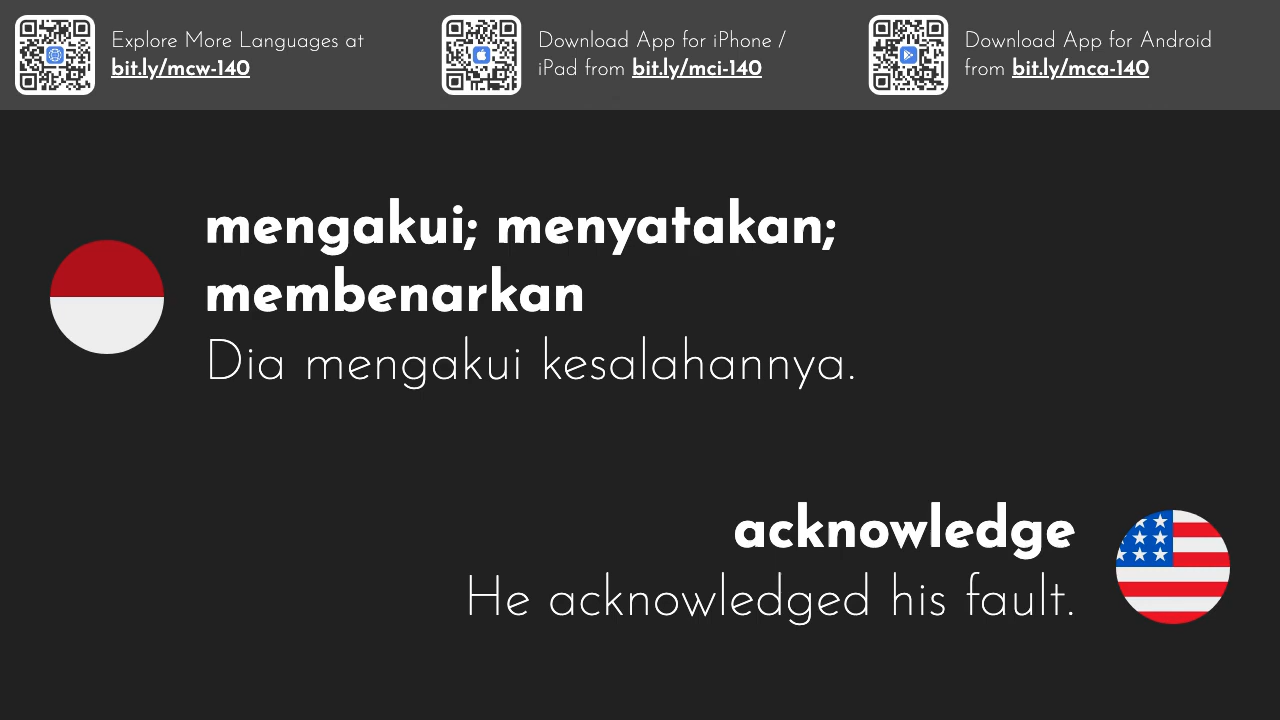 Explore More Languages at
bit.ly/mcw-140
Download App for iPhone /
iPad from bit.ly/mci-140
Download App for Android
from bit.ly/mca-140
mengakui; menyatakan;
membenarkan
Dia mengakui kesalahannya.
acknowledge
He acknowledged his fault.